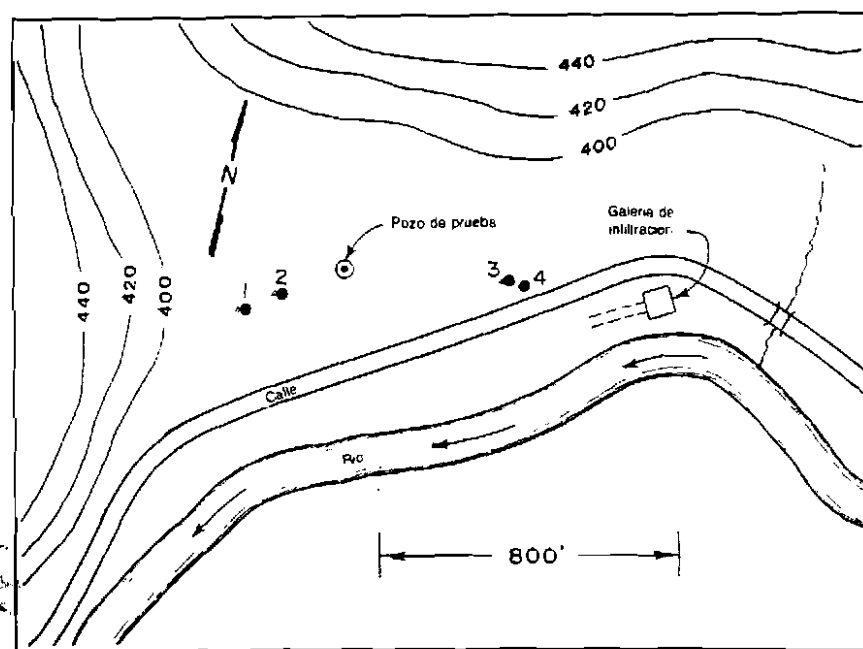 440
420
400
N
Pozo de prueba
Galeria de
infiltracion.
1
2
3
4
440
420
400
Calle
Rio
800'